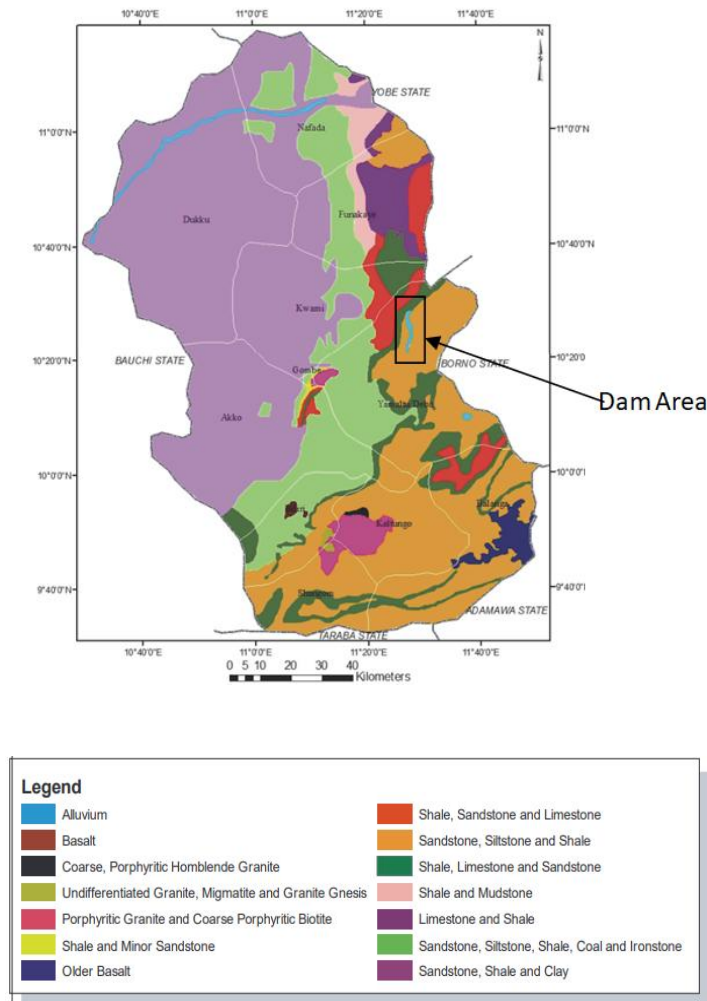 10°40'0"E 11°0'0"E 11°20'0"E 11°40'0"E
N
YOBE STATE
11°0'0"N 11°0'0"N
Nafada
Dukku
Funakaye
10°40'0"N 10°40'0"N
Kwami
BAUCHI STATE
10°20'0"N 10°20'0
BORNO STATE
Gombe
Dam Area
Akko
Yamaltu Deba
10°0'0"N 10°0'0'I
Balanga
Kaltungo
9°40'0"N 9°40'0'I
Shongom
ADAMAWA STATE
TARABA STATE
10°40'0"E 11°0'0"E 11°20'0"E 11°40'0"E
0 5 10 20 30 40
Kilometers
Legend
Alluvium
Basalt
Coarse, Porphyritic Homblende Granite
Undifferentiated Granite, Migmatite and Granite Gnesis
Porphyritic Granite and Coarse Porphyritic Biotite
Shale and Minor Sandstone
Older Basalt
Shale, Sandstone and Limestone
Sandstone, Siltstone and Shale
Shale, Limestone and Sandstone
Shale and Mudstone
Limestone and Shale
Sandstone, Siltstone, Shale, Coal and Ironstone
Sandstone, Shale and Clay